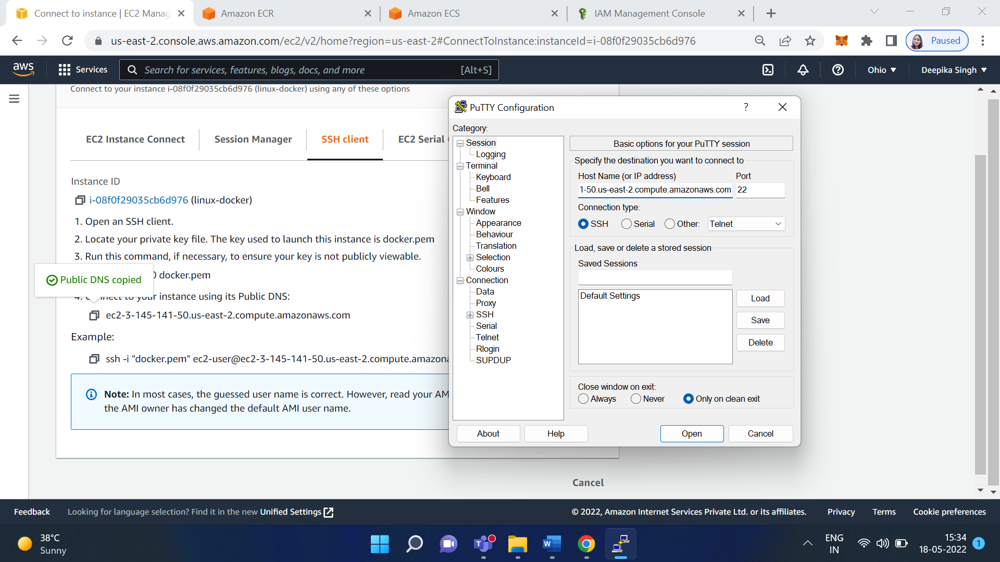 Connect to instance | EC2 Manag
Amazon ECR
Amazon ECS
IAM Management Console
us-east-2.console.aws.amazon.com/ec2/v2/home?region=us-east-2#ConnectToInstance:instanceId=i-08f0f29035cb6d976
Paused
aws
Services
Search for services, features, blogs, docs, and more
[Alt+S]
Ohio
Deepika Singh
Connect to your instance i-08f0f29035cb6d976 (linux-docker) using any of these options
EC2 Instance Connect
Session Manager
SSH client
EC2 Serial
Instance ID
i-08f0f29035cb6d976 (linux-docker)
1. Open an SSH client.
2. Locate your private key file. The key used to launch this instance is docker.pem
3. Run this command, if necessary, to ensure your key is not publicly viewable.
docker.pem
Public DNS copied
your instance using its Public DNS:
ec2-3-145-141-50.us-east-2.compute.amazonaws.com
Example:
ssh -i "docker.pem" ec2-user@ec2-3-145-141-50.us-east-2.compute.amazona
Note: In most cases, the guessed user name is correct. However, read your AM
the AMI owner has changed the default AMI user name.
Cancel
PuTTY Configuration
?
Category:
Session
Logging
Terminal
Keyboard
Bell
Features
Window
Appearance
Behaviour
Translation
Selection
Colours
Connection
Data
Proxy
SSH
Serial
Telnet
Rlogin
SUPDUP
Basic options for your PuTTY session
Specify the destination you want to connect to
Host Name (or IP address)
Port
1-50.us-east-2.compute.amazonaws.com
22
Connection type:
SSH
Serial
Other:
Telnet
Load, save or delete a stored session
Saved Sessions
Default Settings
Load
Save
Delete
Close window on exit:
Always
Never
Only on clean exit
About
Help
Open
Cancel
Feedback
Looking for language selection? Find it in the new Unified Settings
© 2022, Amazon Internet Services Private Ltd. or its affiliates.
Privacy
Terms
Cookie preferences
38°C
Sunny
ENG
IN
15:34
18-05-2022
1